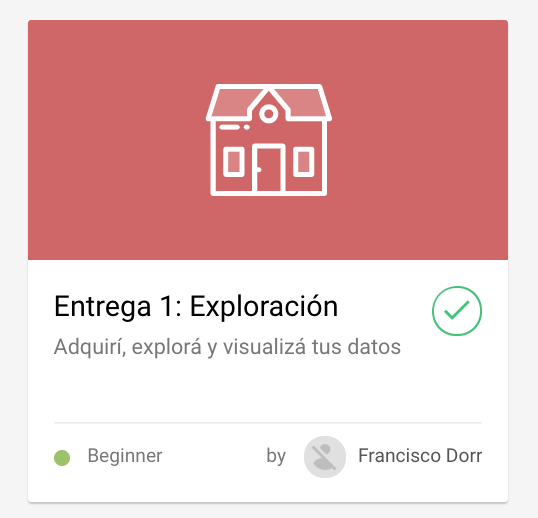 Entrega 1: Exploración
Adquirí, explorá y visualizá tus datos
Beginner by Francisco Dorr